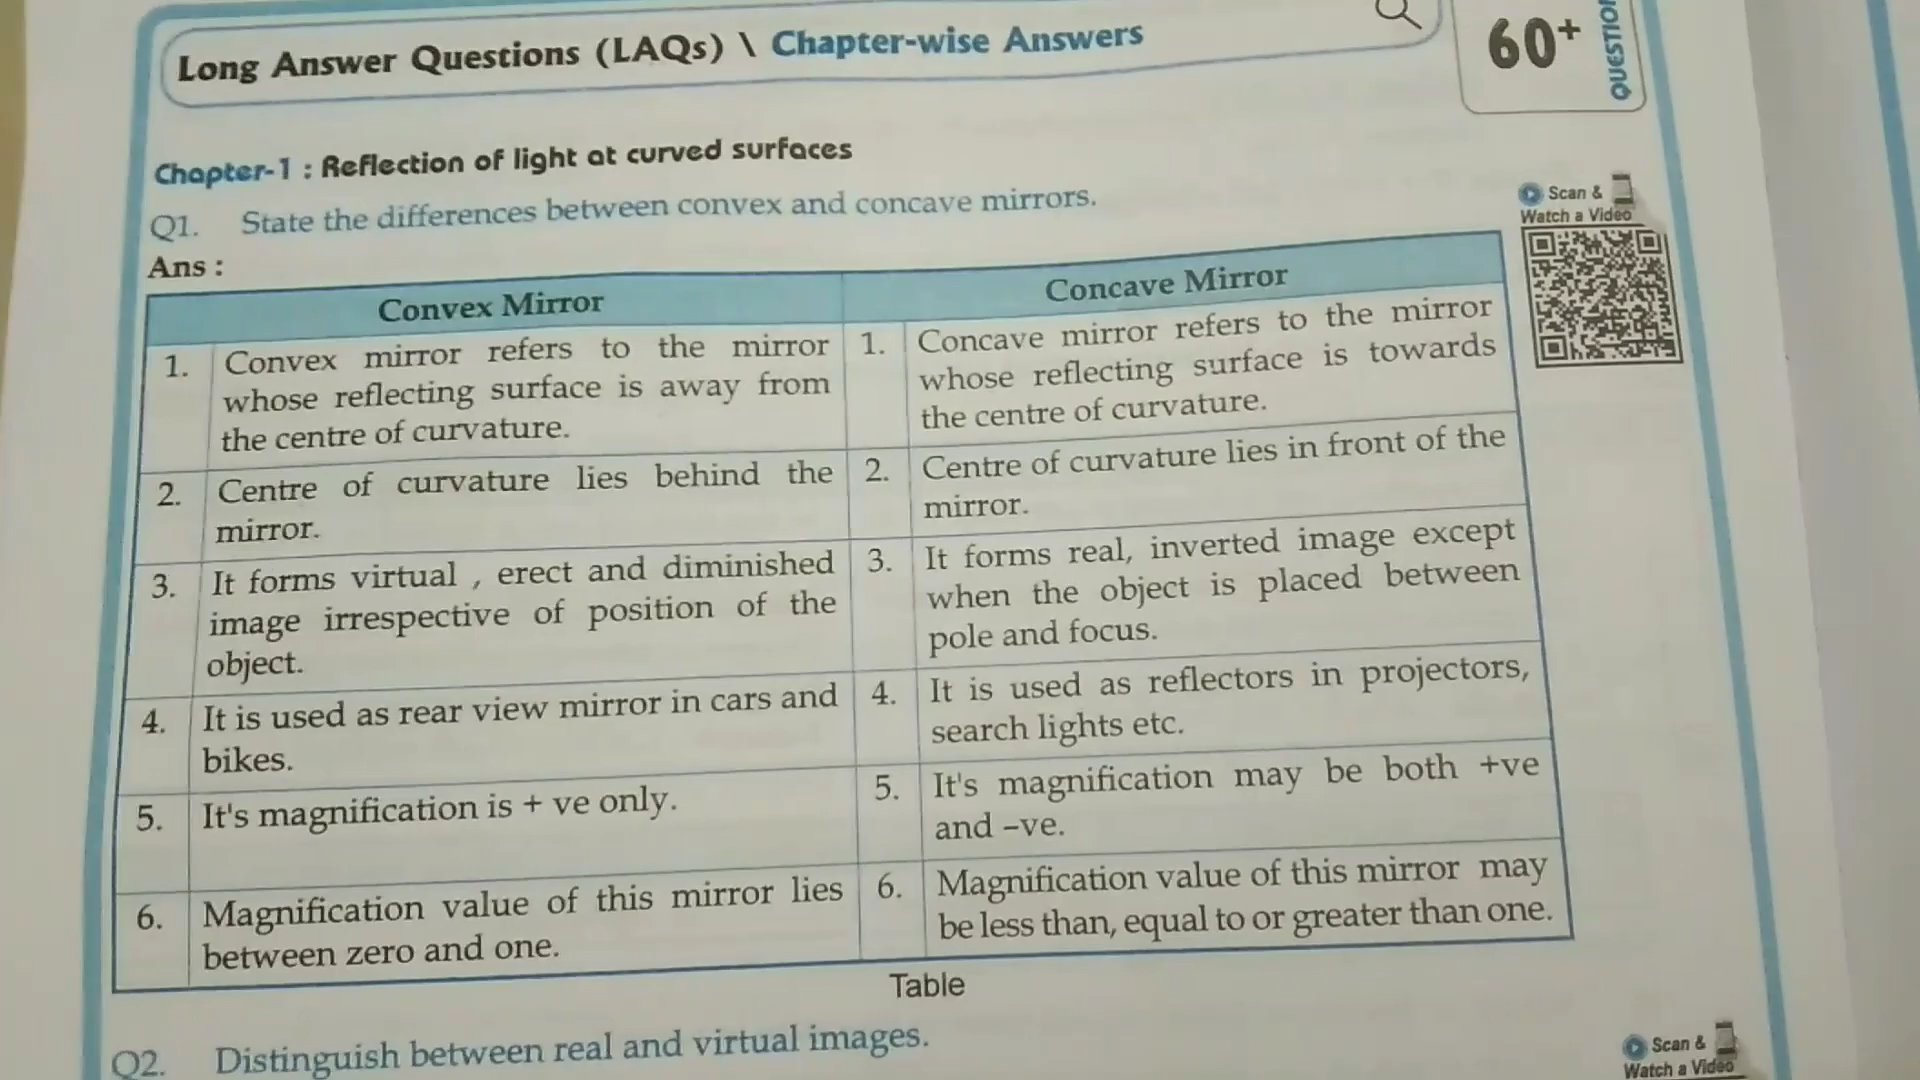 Long Answer Questions (LAQs) \ Chapter-wise Answers
60+
Chapter-1 : Reflection of light at curved surfaces
Q1. State the differences between convex and concave mirrors.
Scan &
Watch a Video
Ans :
Convex Mirror
1. Convex mirror refers to the mirror
whose reflecting surface is away from
the centre of curvature.
2. Centre of curvature lies behind the
mirror.
3. It forms virtual , erect and diminished
image irrespective of position of the
object.
4. It is used as rear view mirror in cars and
bikes.
5. It's magnification is + ve only.
6. Magnification value of this mirror lies
between zero and one.
Concave Mirror
1. Concave mirror refers to the mirror
whose reflecting surface is towards
the centre of curvature.
2. Centre of curvature lies in front of the
mirror.
3. It forms real, inverted image except
when the object is placed between
pole and focus.
4. It is used as reflectors in projectors,
search lights etc.
5. It's magnification may be both +ve
and –ve.
6. Magnification value of this mirror may
be less than, equal to or greater than one.
Table
Q2. Distinguish between real and virtual images.
Scan &
Watch a Video